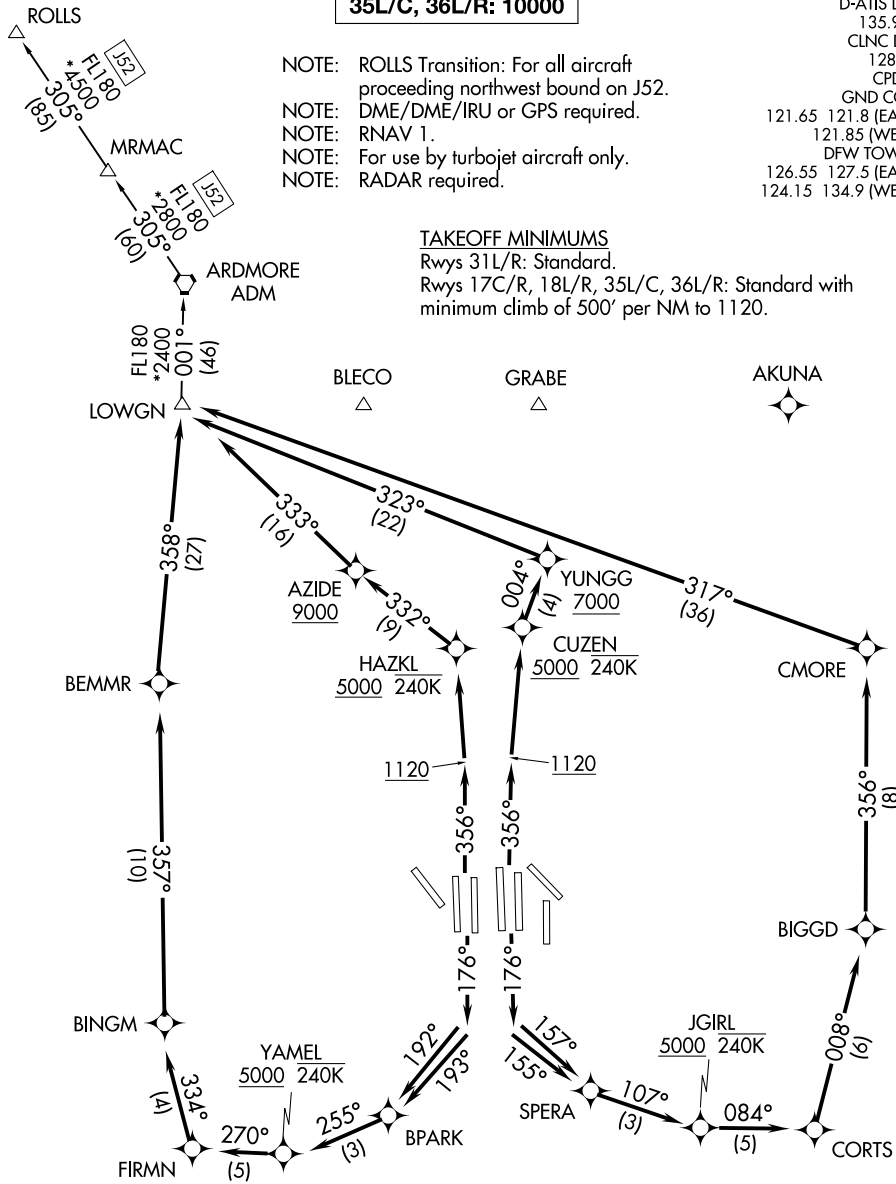 35L/C, 36L/R: 10000
D-ATIS
135.9
CLNC
128
CPD
GND CO
121.65 121.8 (EA
121.85 (WE
DFW TOW
126.55 127.5 (EA
124.15 134.9 (WE
NOTE: ROLLS Transition: For all aircraft
proceeding northwest bound on J52.
NOTE: DME/DME/IRU or GPS required.
NOTE: RNAV 1.
NOTE: For use by turbojet aircraft only.
NOTE: RADAR required.
TAKEOFF MINIMUMS
Rwys 31L/R: Standard.
Rwys 17C/R, 18L/R, 35L/C, 36L/R: Standard with
minimum climb of 500' per NM to 1120.
ROLLS
J52
FL180
*4500
305°
(85)
MRMAC
J52
FL180
*2800
305°
(60)
ARDMORE
ADM
FL180
*2400
001°
(46)
LOWGN
BLECO
GRABE
AKUNA
358°
(27)
333°
(16)
323°
(22)
317°
(36)
AZIDE
9000
332°
(9)
YUNGG
7000
004°
(4)
HAZKL
5000 240K
CUZEN
5000 240K
CMORE
BEMMR
1120
1120
356°
356°
356°
(8)
357°
(10)
BIGGD
176°
176°
BINGM
192°
193°
157°
155°
008°
(6)
YAMEL
5000 240K
JGIRL
5000 240K
334°
(4)
SPERA
107°
(3)
084°
(5)
BPARK
255°
(3)
270°
(5)
FIRMN
CORTS